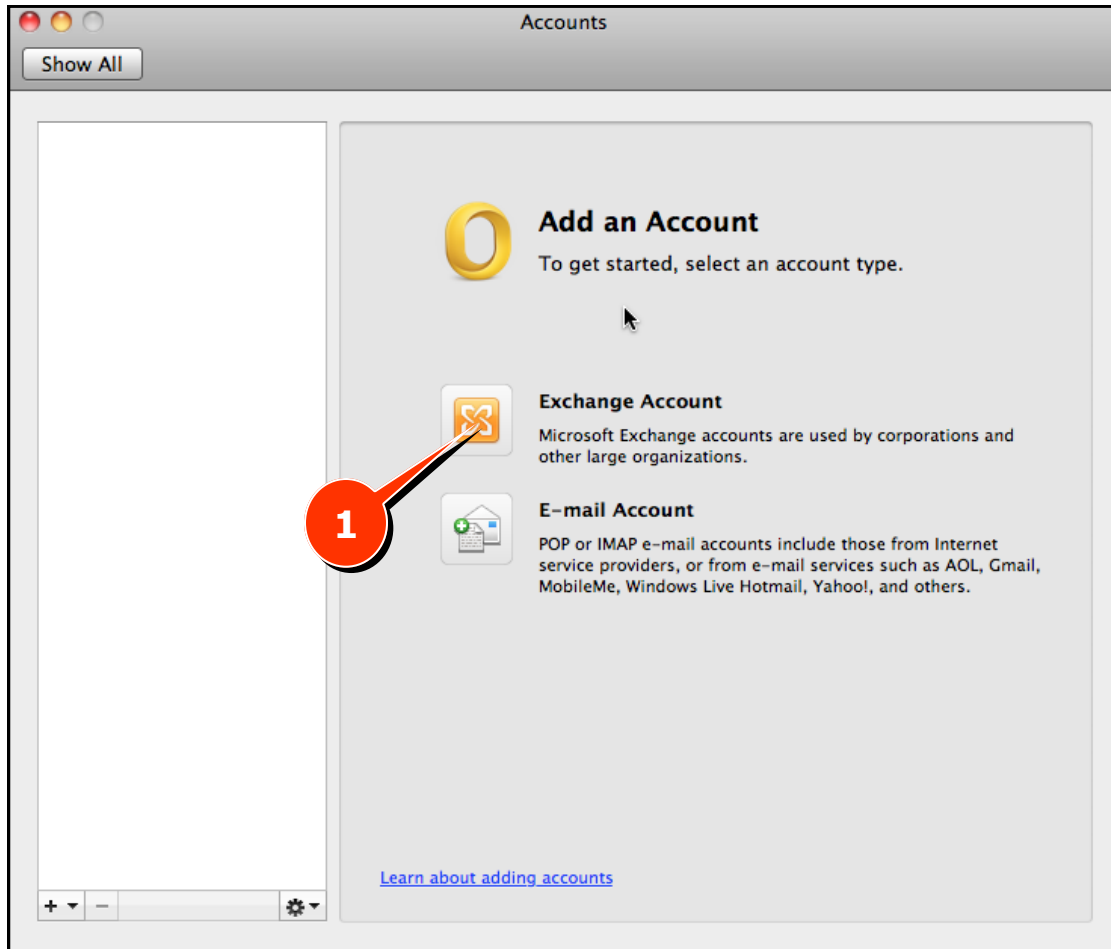 Accounts
Show All
Add an Account
To get started, select an account type.
Exchange Account
Microsoft Exchange accounts are used by corporations and
other large organizations.
1
E-mail Account
POP or IMAP e-mail accounts include those from Internet
service providers, or from e-mail services such as AOL, Gmail,
MobileMe, Windows Live Hotmail, Yahoo!, and others.
Learn about adding accounts